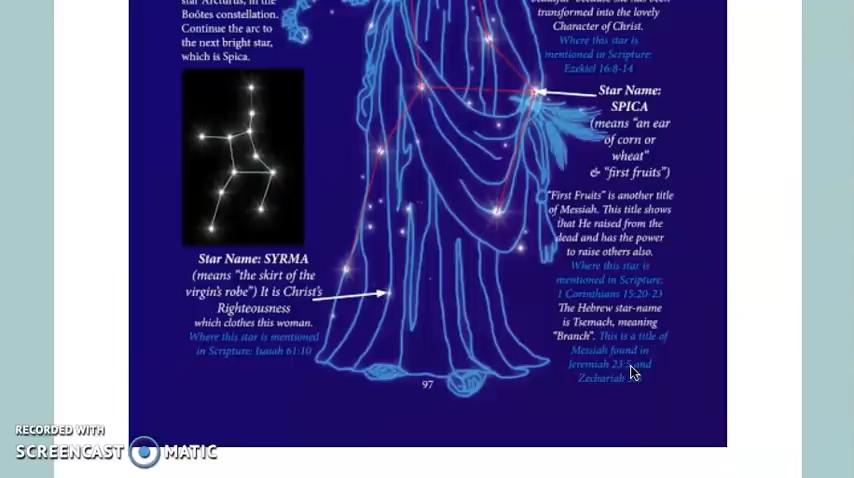 star Arcturus, in the
Boötes constellation.
Continue the arc to
the next bright star,
which is Spica.
transformed into the lovely
Character of Christ.
Where this star is
mentioned in Scripture:
Ezekiel 16:8-14
Star Name:
SPICA
(means "an ear
of corn or
wheat"
& "first fruits")
"First Fruits" is another title
of Messiah. This title shows
that He raised from the
dead and has the power
to raise others also.
Where this star is
mentioned in Scripture:
1 Corinthians 15:20-23
The Hebrew star-name
is Tsemach, meaning
"Branch". This is a title of
Messiah found in
Jeremiah 23:5 and
Zechariah
Star Name: SYRMA
(means "the skirt of the
virgin's robe") It is Christ's
Righteousness
which clothes this woman.
Where this star is mentioned
in Scripture: Isaiah 61:10
97
RECORDED WITH
SCREENCAST MATIC